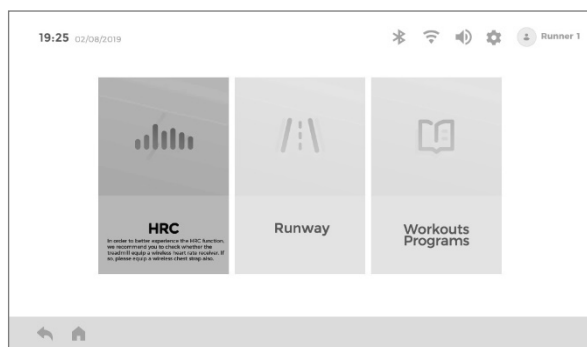 19:25 02/08/2019
Runner 1
HRC
In order to better experience the HRC function,
we recommend you to check whether the
treadmill equip a wireless heart rate receiver. If
so, please equip a wireless chest strap also.
Runway
Workouts
Programs